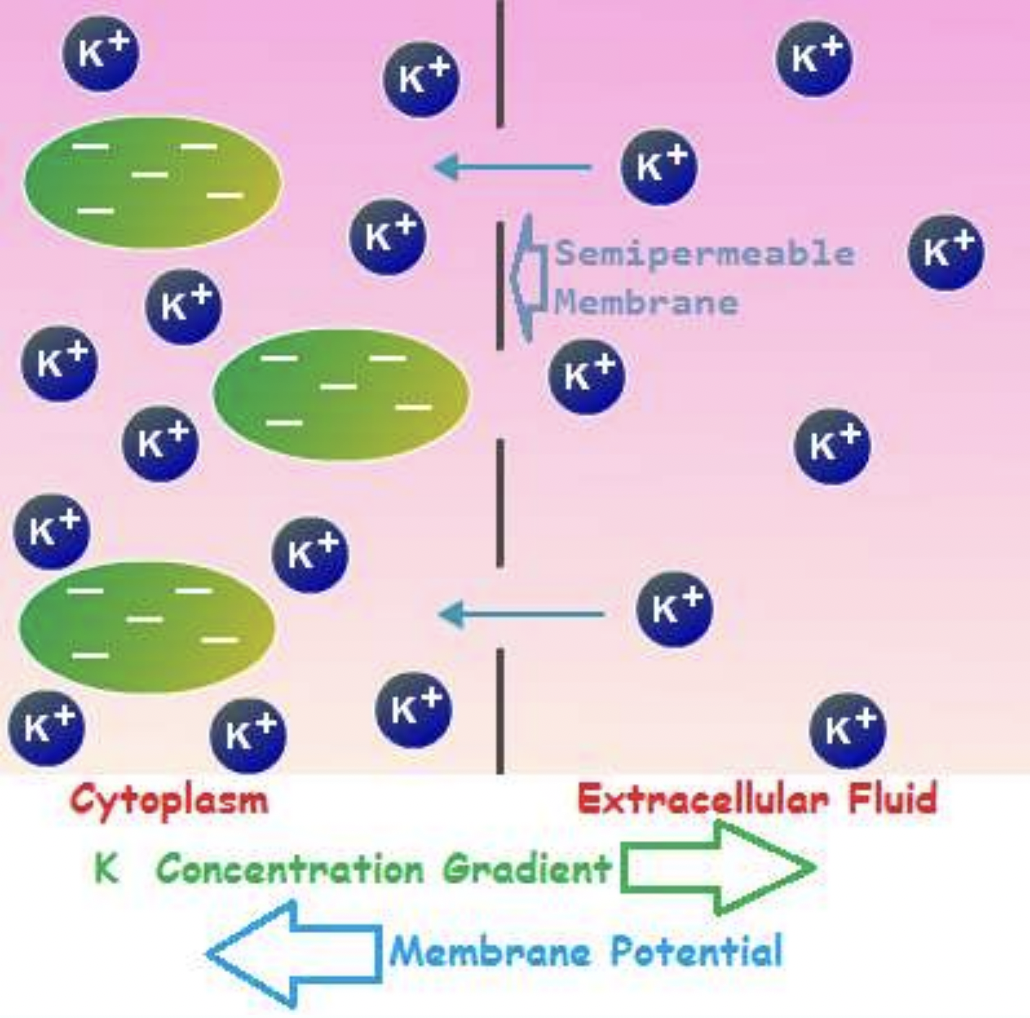 K+
K+
K+
K+
K+
K+
Semipermeable
Membrane
K+
K+
K+
K+
K+
K+
K+
K+
K+
K+
K+
K+
K+
Cytoplasm
Extracellular Fluid
K Concentration Gradient
Membrane Potential